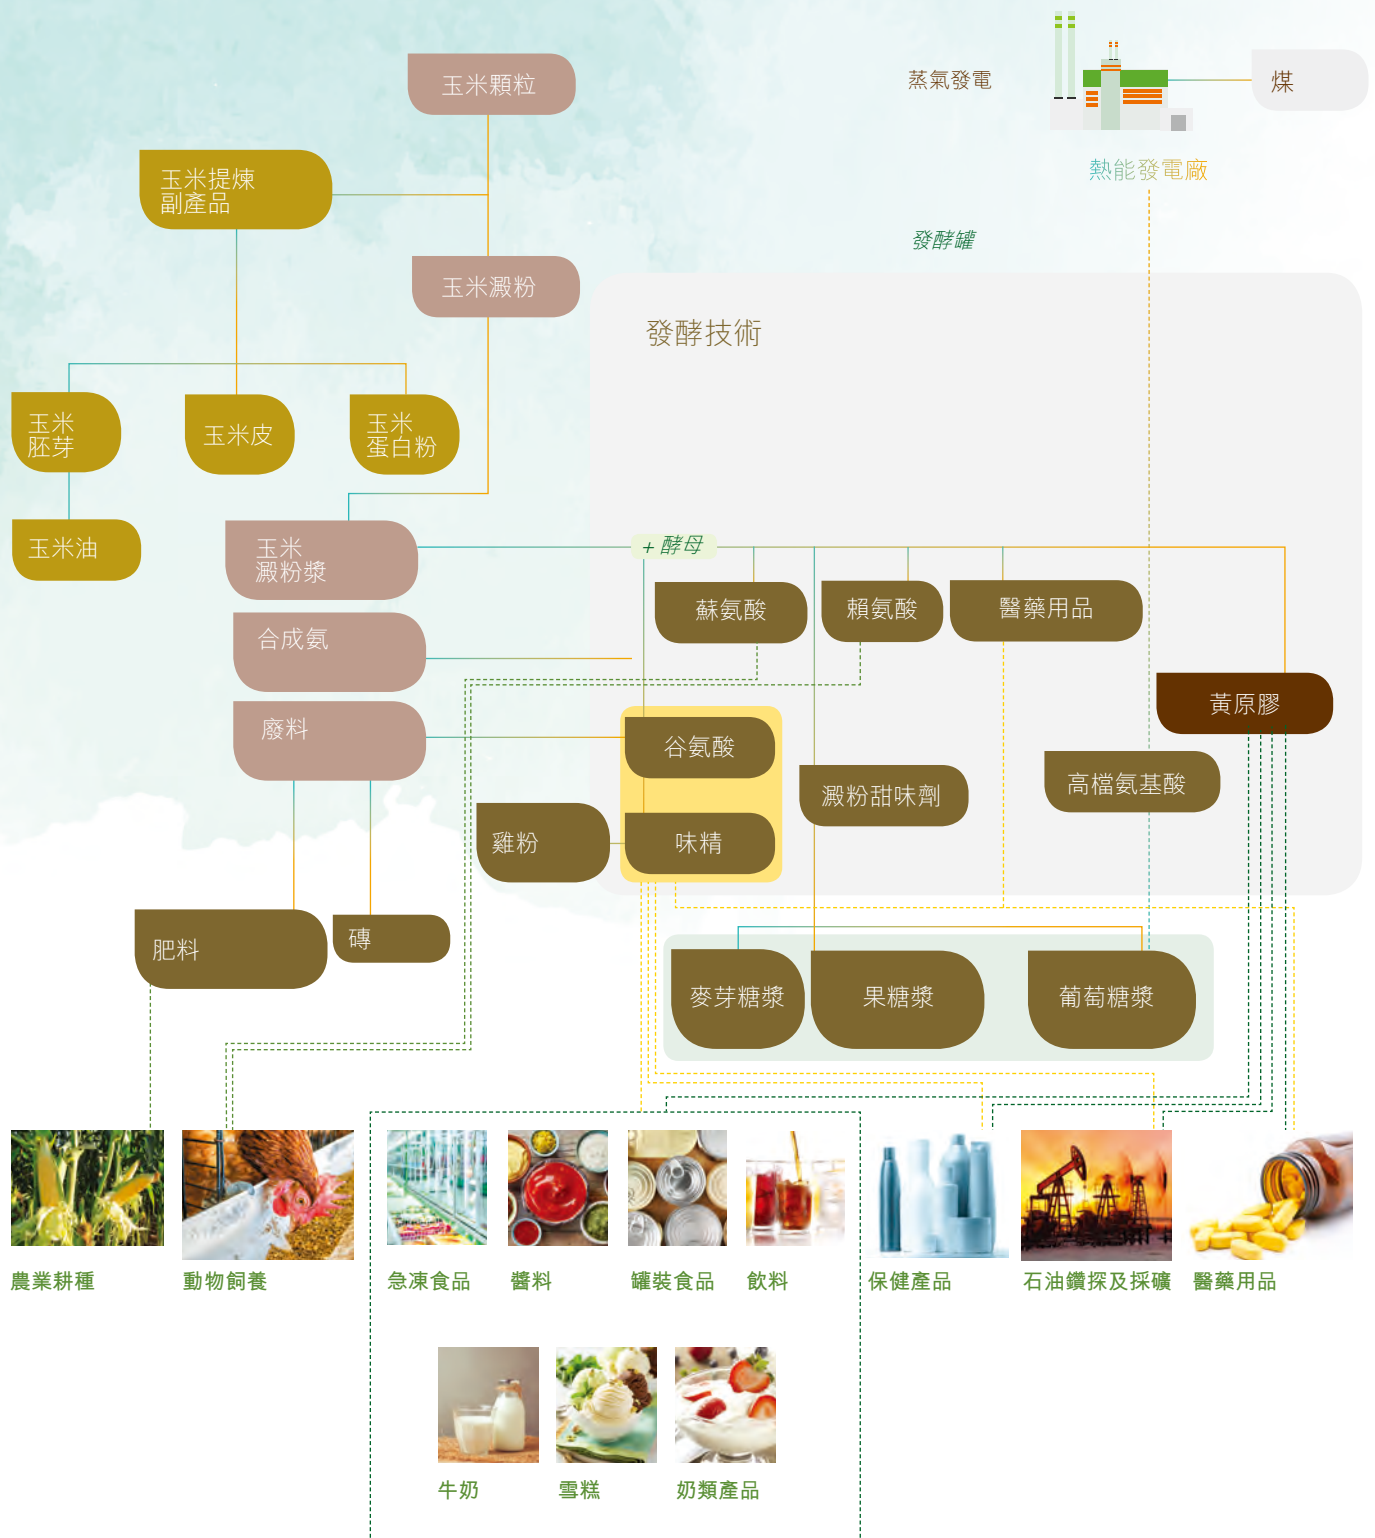 玉米顆粒
蒸氣發電
煤
玉米提煉
副產品
熱能發電廠
發酵罐
玉米澱粉
發酵技術
玉米
胚芽
玉米皮
玉米
蛋白粉
玉米油
玉米
澱粉漿
+ 酵母
合成氨
蘇氨酸
賴氨酸
醫藥用品
廢料
黃原膠
谷氨酸
澱粉甜味劑
高檔氨基酸
雞粉
味精
肥料
磚
麥芽糖漿
果糖漿
葡萄糖漿
農業耕種
動物飼養
急凍食品
醬料
罐裝食品
飲料
保健產品
石油鑽探及採礦
醫藥用品
牛奶
雪糕
奶類產品